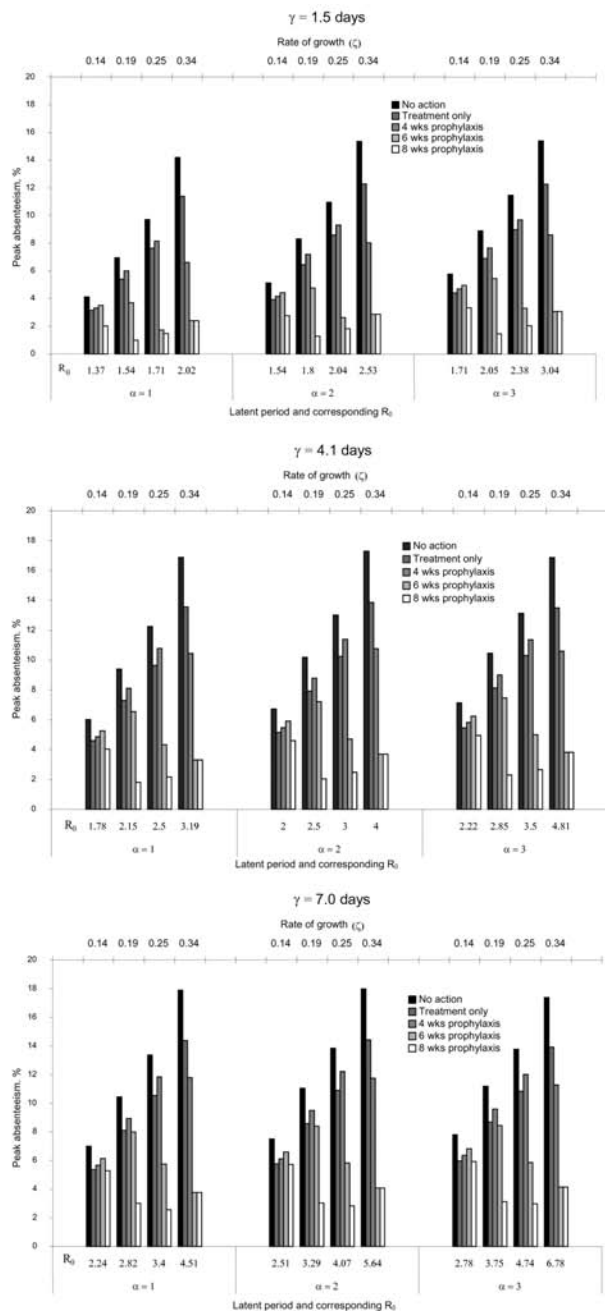 γ = 1.5 days
Rate of growth (ζ)
0.14 0.19 0.25 0.34 0.14 0.19 0.25 0.34 0.14 0.19 0.25 0.34
20
18
16
14
12
10
8
6
4
2
0
Peak absenteeism, %
No action
Treatment only
4 wks prophylaxis
6 wks prophylaxis
8 wks prophylaxis
R0 1.37 1.54 1.71 2.02 1.54 1.8 2.04 2.53 1.71 2.05 2.38 3.04
α = 1 α = 2 α = 3
Latent period and corresponding R0
γ = 4.1 days
Rate of growth (ζ)
0.14 0.19 0.25 0.34 0.14 0.19 0.25 0.34 0.14 0.19 0.25 0.34
20
18
16
14
12
10
8
6
4
2
0
Peak absenteeism, %
No action
Treatment only
4 wks prophylaxis
6 wks prophylaxis
8 wks prophylaxis
R0 1.78 2.15 2.5 3.19 2 2.5 3 4 2.22 2.85 3.5 4.81
α = 1 α = 2 α = 3
Latent period and corresponding R0
γ = 7.0 days
Rate of growth (ζ)
0.14 0.19 0.25 0.34 0.14 0.19 0.25 0.34 0.14 0.19 0.25 0.34
20
18
16
14
12
10
8
6
4
2
0
Peak absenteeism, %
No action
Treatment only
4 wks prophylaxis
6 wks prophylaxis
8 wks prophylaxis
R0 2.24 2.82 3.4 4.51 2.51 3.29 4.07 5.64 2.78 3.75 4.74 6.78
α = 1 α = 2 α = 3
Latent period and corresponding R0